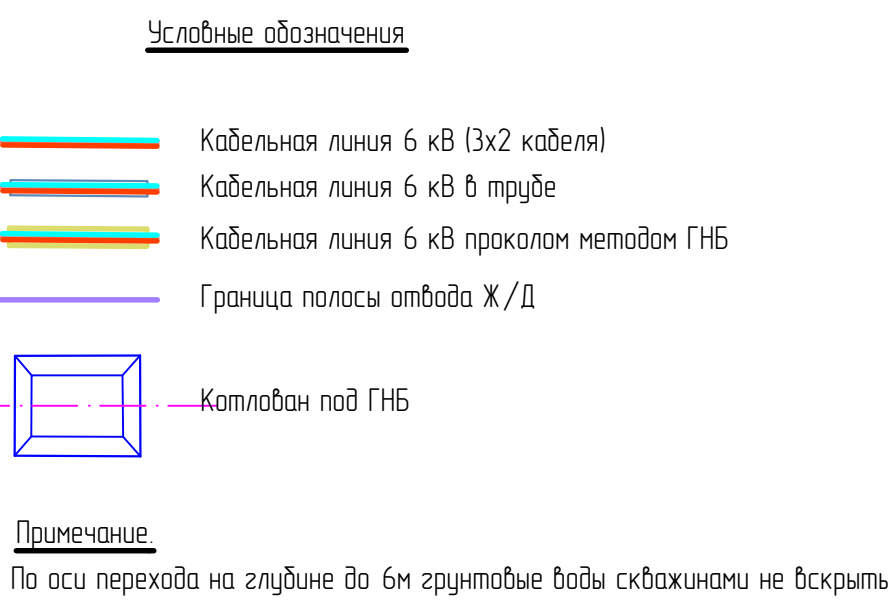 Условные обозначения
Кабельная линия 6 кВ (3х2 кабеля)
Кабельная линия 6 кВ в трубе
Кабельная линия 6 кВ проколом методом ГНБ
Граница полосы отвода Ж/Д
Котлован под ГНБ
Примечание.
По оси перехода на глубине до 6м грунтовые воды скважинами не вскрыть